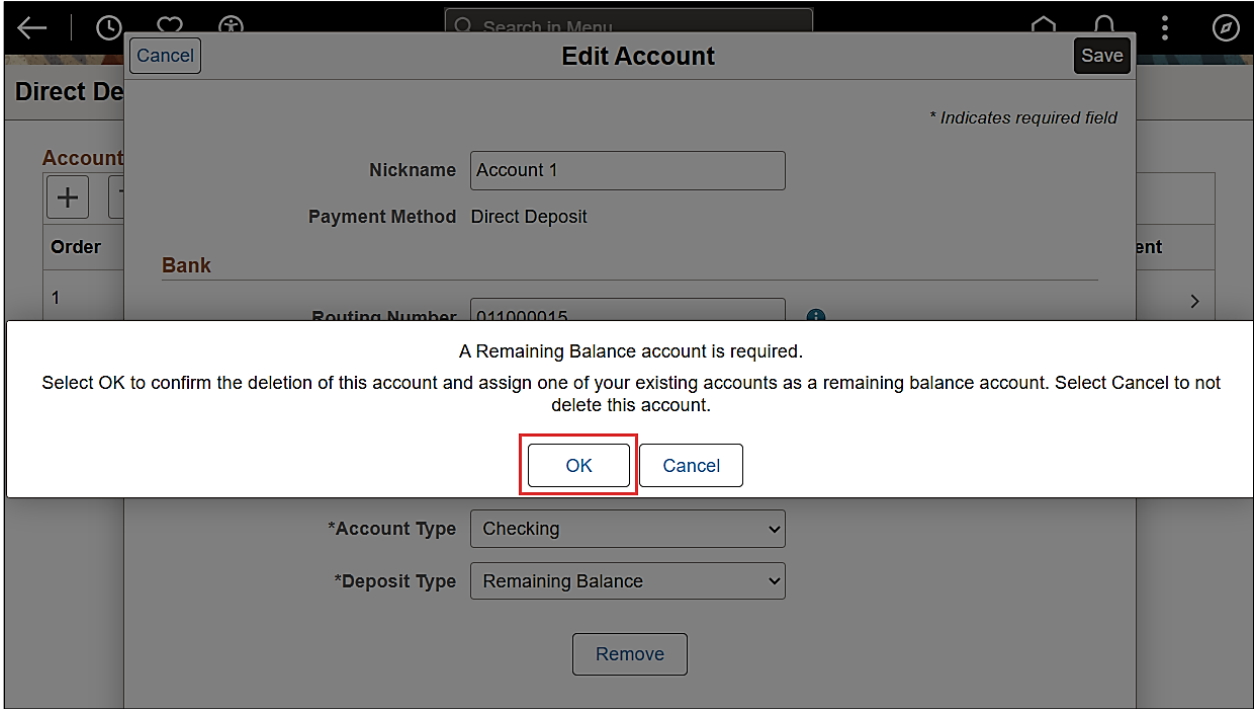 Search in Menu
Cancel
Edit Account
Save
Direct De
* Indicates required field
Account
Nickname Account 1
Payment Method Direct Deposit
Order
ent
Bank
1
Routing Number 011000015
A Remaining Balance account is required.
Select OK to confirm the deletion of this account and assign one of your existing accounts as a remaining balance account. Select Cancel to not
delete this account.
OK Cancel
*Account Type Checking
*Deposit Type Remaining Balance
Remove